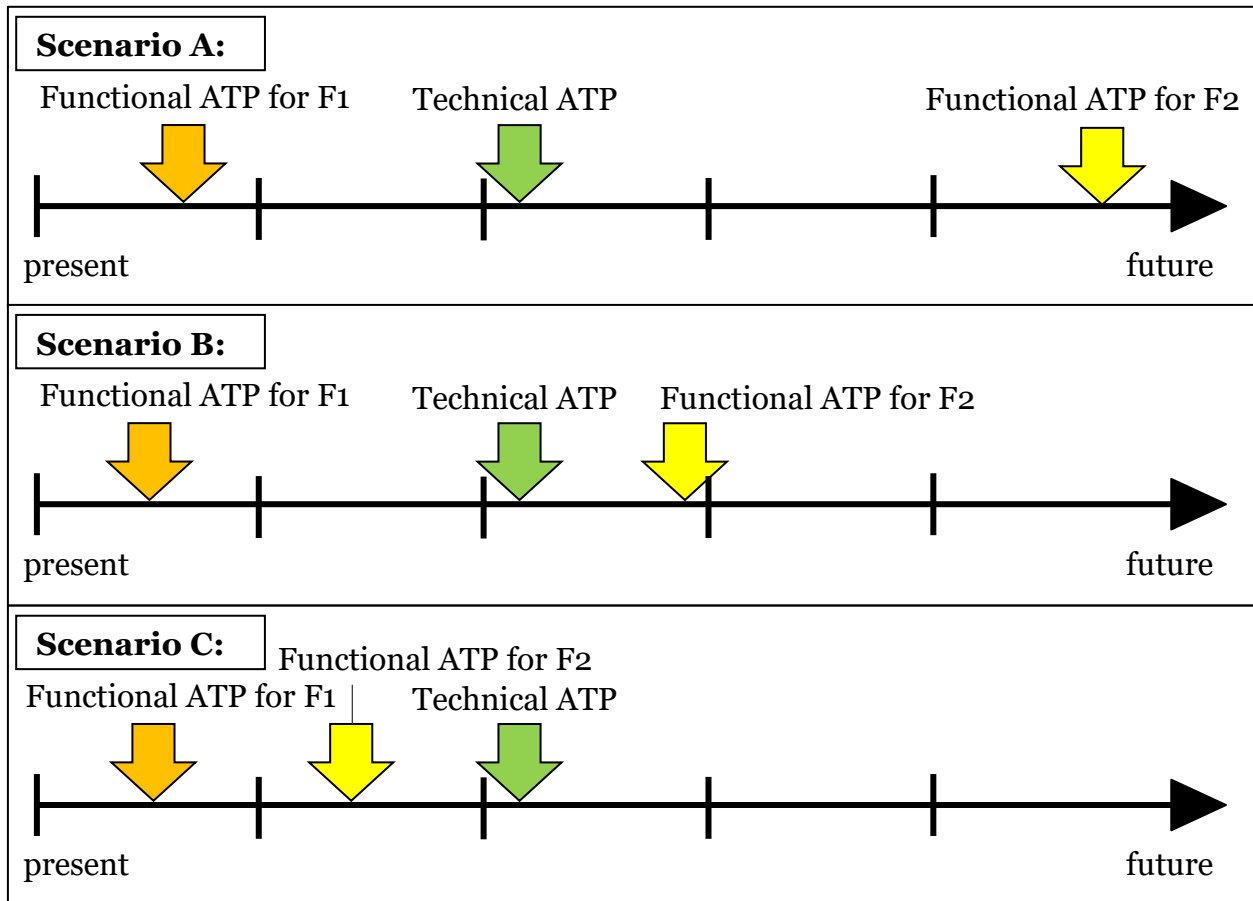 Scenario A:
Functional ATP for F1
Technical ATP
Functional ATP for F2
present
future
Scenario B:
Functional ATP for F1
Technical ATP
Functional ATP for F2
present
future
Scenario C:
Functional ATP for F2
Functional ATP for F1
Technical ATP
present
future